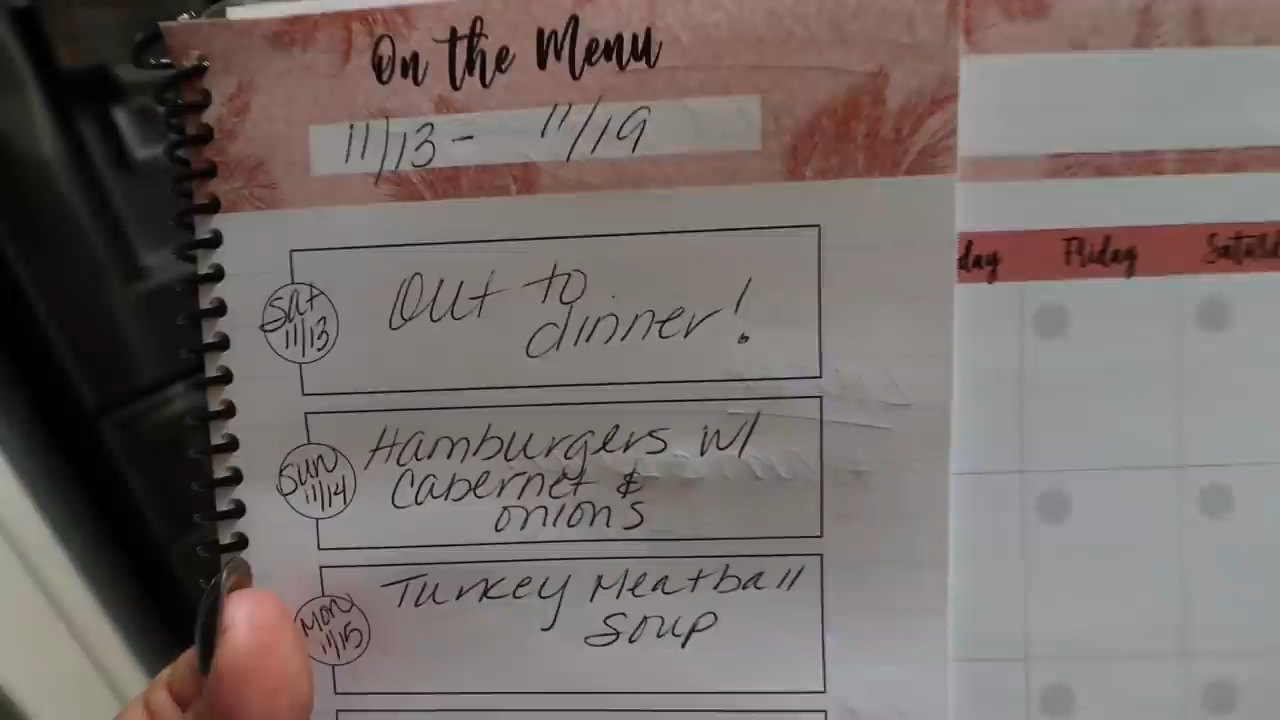 On the Menu
11/13 - 11/19
Sat
11/13
Out to
dinner!
Sun
11/14
Hamburgers w/
Cabernet &
onions
Mon
11/15
Turkey Meatball
Soup
day Friday